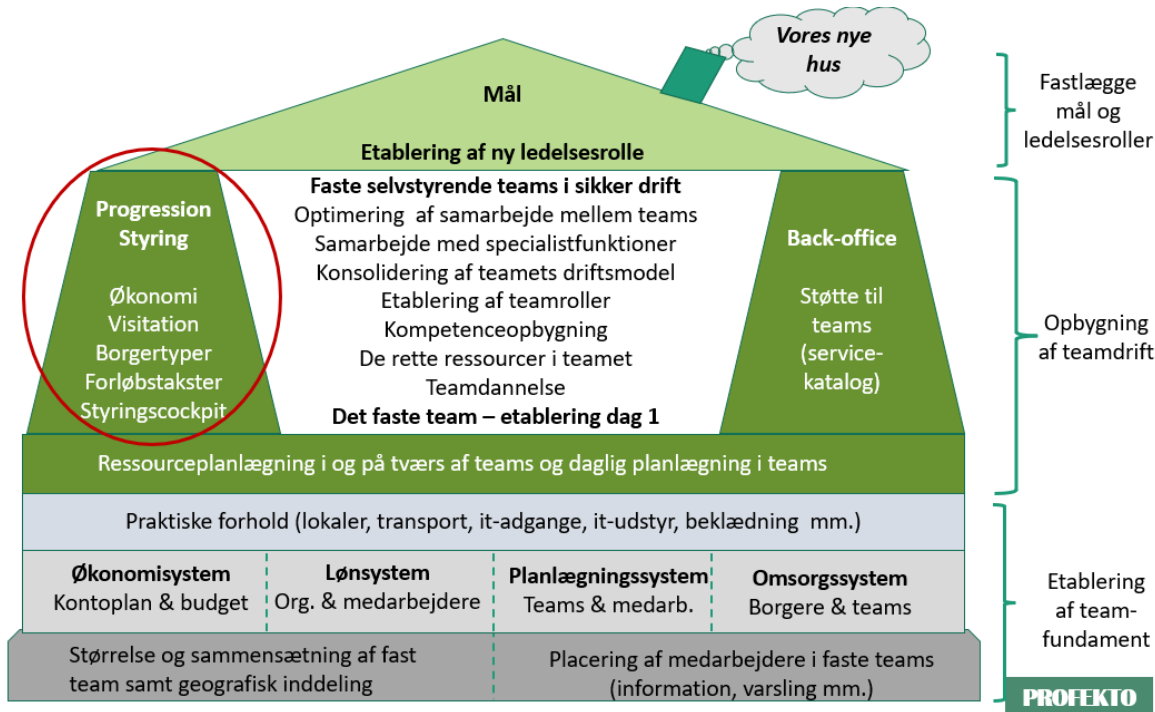 Vores nye
hus
Mål
Etablering af ny ledelsesrolle
Fastlægge
mål og
ledelsesroller
Progression
Styring
Økonomi
Visitation
Borgertyper
Forløbstakster
Styringscockpit
Faste selvstyrende teams i sikker drift
Optimering af samarbejde mellem teams
Samarbejde med specialistfunktioner
Konsolidering af teamets driftsmodel
Etablering af teamroller
Kompetenceopbygning
De rette ressourcer i teamet
Teamdannelse
Det faste team – etablering dag 1
Back-office
Støtte til
teams
(service-
katalog)
Opbygning
af teamdrift
Ressourceplanlægning i og på tværs af teams og daglig planlægning i teams
Praktiske forhold (lokaler, transport, it-adgange, it-udstyr, beklædning mm.)
Økonomisystem
Kontoplan & budget
Lønsystem
Org. & medarbejdere
Planlægningssystem
Teams & medarb.
Omsorgssystem
Borgere & teams
Etablering
af team-
fundament
Størrelse og sammensætning af fast
team samt geografisk inddeling
Placering af medarbejdere i faste teams
(information, varsling mm.)
PROFEKTO